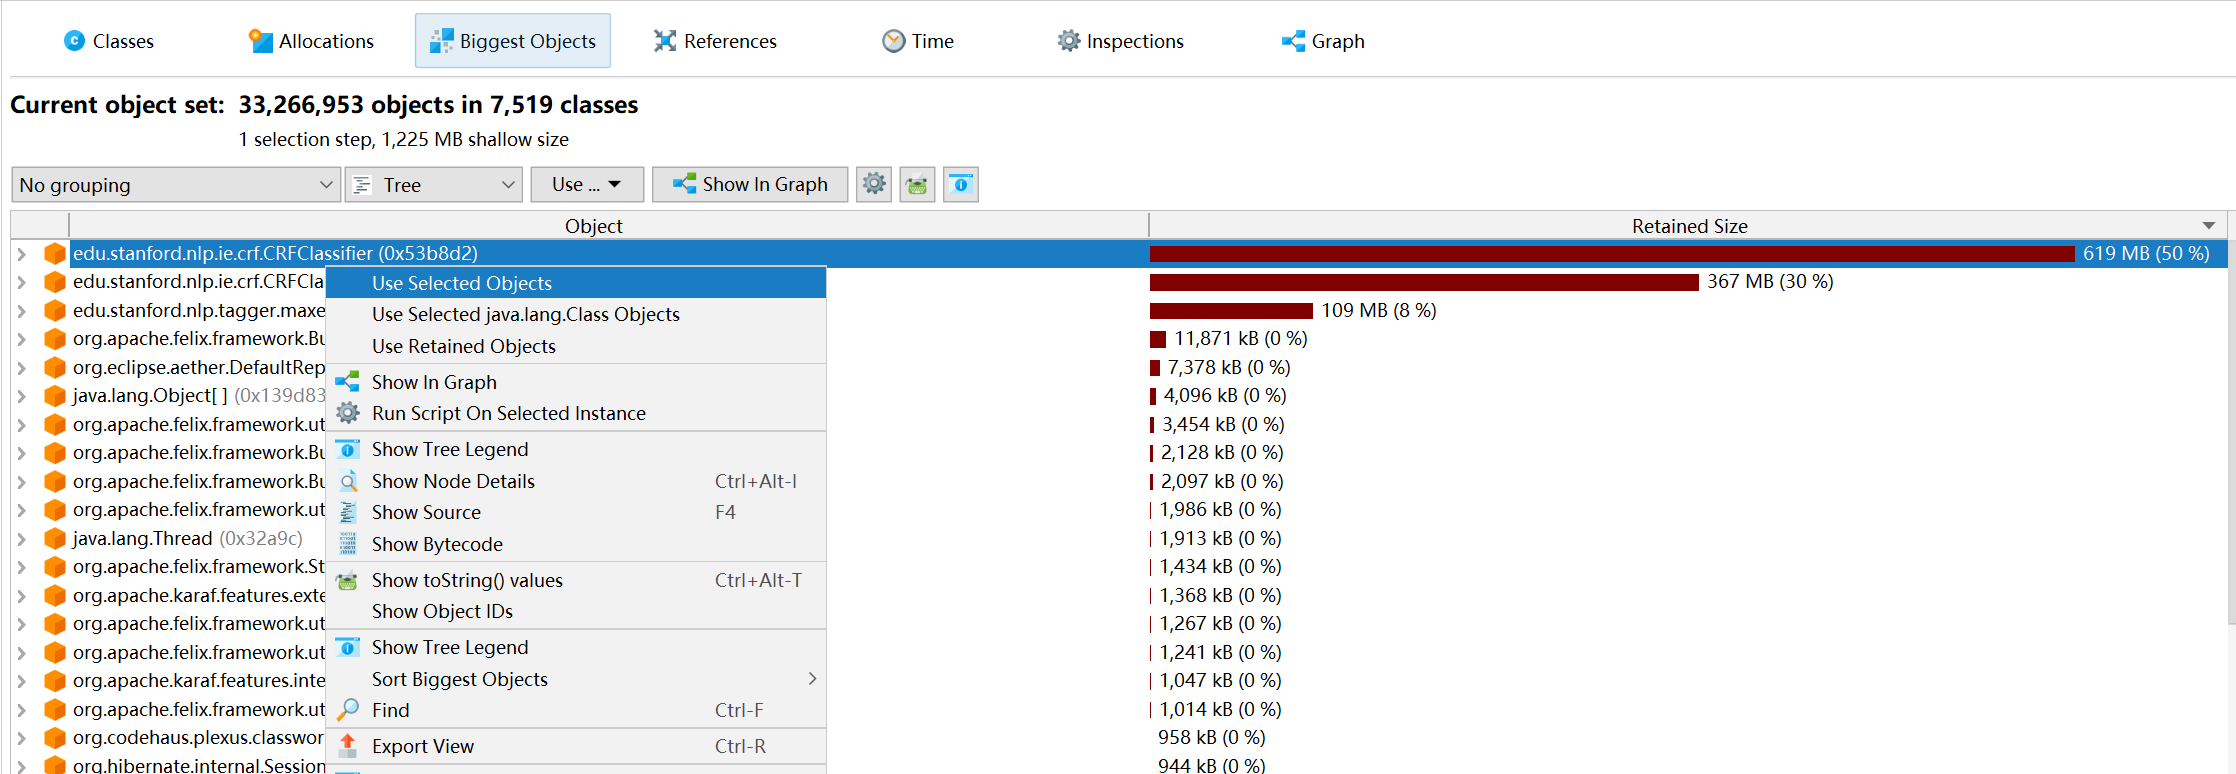 Classes Allocations Biggest Objects References Time Inspections Graph
Current object set: 33,266,953 objects in 7,519 classes
1 selection step, 1,225 MB shallow size
No grouping Tree Use ... Show In Graph
Object Retained Size
edu.stanford.nlp.ie.crf.CRFClassifier (0x53b8d2) 619 MB (50 %)
edu.stanford.nlp.ie.crf.CRFCla 367 MB (30 %)
edu.stanford.nlp.tagger.maxe 109 MB (8 %)
org.apache.felix.framework.Bu 11,871 kB (0 %)
org.eclipse.aether.DefaultRep 7,378 kB (0 %)
java.lang.Object[ ] (0x139d83 4,096 kB (0 %)
org.apache.felix.framework.ut 3,454 kB (0 %)
org.apache.felix.framework.Bu 2,128 kB (0 %)
org.apache.felix.framework.Bu 2,097 kB (0 %)
org.apache.felix.framework.ut 1,986 kB (0 %)
java.lang.Thread (0x32a9c) 1,913 kB (0 %)
org.apache.felix.framework.St 1,434 kB (0 %)
org.apache.karaf.features.exte 1,368 kB (0 %)
org.apache.felix.framework.ut 1,267 kB (0 %)
org.apache.felix.framework.ut 1,241 kB (0 %)
org.apache.karaf.features.inte 1,047 kB (0 %)
org.apache.felix.framework.ut 1,014 kB (0 %)
org.codehaus.plexus.classwor 958 kB (0 %)
org.hibernate.internal.Session 944 kB (0 %)
Use Selected Objects
Use Selected java.lang.Class Objects
Use Retained Objects
Show In Graph
Run Script On Selected Instance
Show Tree Legend
Show Node Details Ctrl+Alt-I
Show Source F4
Show Bytecode
Show toString() values Ctrl+Alt-T
Show Object IDs
Show Tree Legend
Sort Biggest Objects
Find Ctrl-F
Export View Ctrl-R